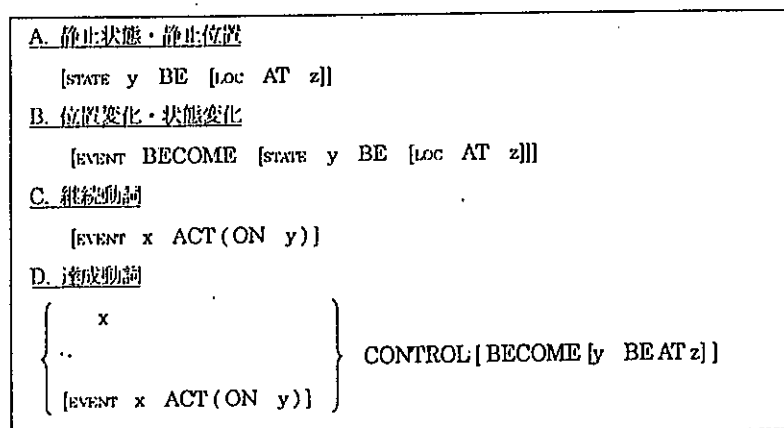 A. 静止状態・静止位置
[STATE y BE [LOC AT z]]
B. 位置変化・状態変化
[EVENT BECOME [STATE y BE [LOC AT z]]]
C. 継続動詞
[EVENT x ACT(ON y)]
D. 達成動詞
x
[EVENT x ACT(ON y)]
CONTROL[BECOME [y BE AT z]]